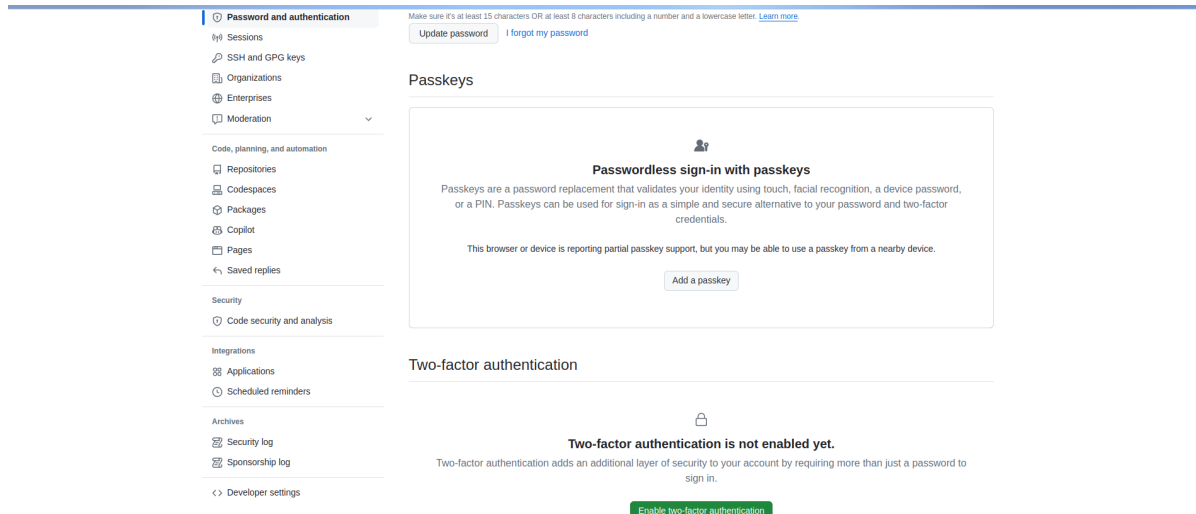 Password and authentication
Sessions
SSH and GPG keys
Organizations
Enterprises
Moderation
Code, planning, and automation
Repositories
Codespaces
Packages
Copilot
Pages
Saved replies
Security
Code security and analysis
Integrations
Applications
Scheduled reminders
Archives
Security log
Sponsorship log
Developer settings
Make sure it's at least 15 characters OR at least 8 characters including a number and a lowercase letter. Learn more.
Update password
I forgot my password
Passkeys
Passwordless sign-in with passkeys
Passkeys are a password replacement that validates your identity using touch, facial recognition, a device password,
or a PIN. Passkeys can be used for sign-in as a simple and secure alternative to your password and two-factor
credentials.
This browser or device is reporting partial passkey support, but you may be able to use a passkey from a nearby device.
Add a passkey
Two-factor authentication
Two-factor authentication is not enabled yet.
Two-factor authentication adds an additional layer of security to your account by requiring more than just a password to
sign in.
Enable two-factor authentication